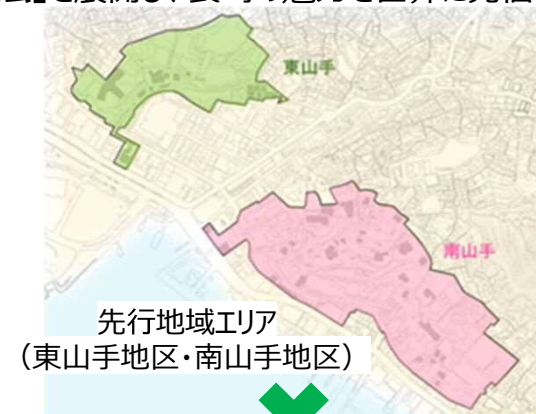 東山手
南山手
先行地域エリア
（東山手地区・南山手地区）